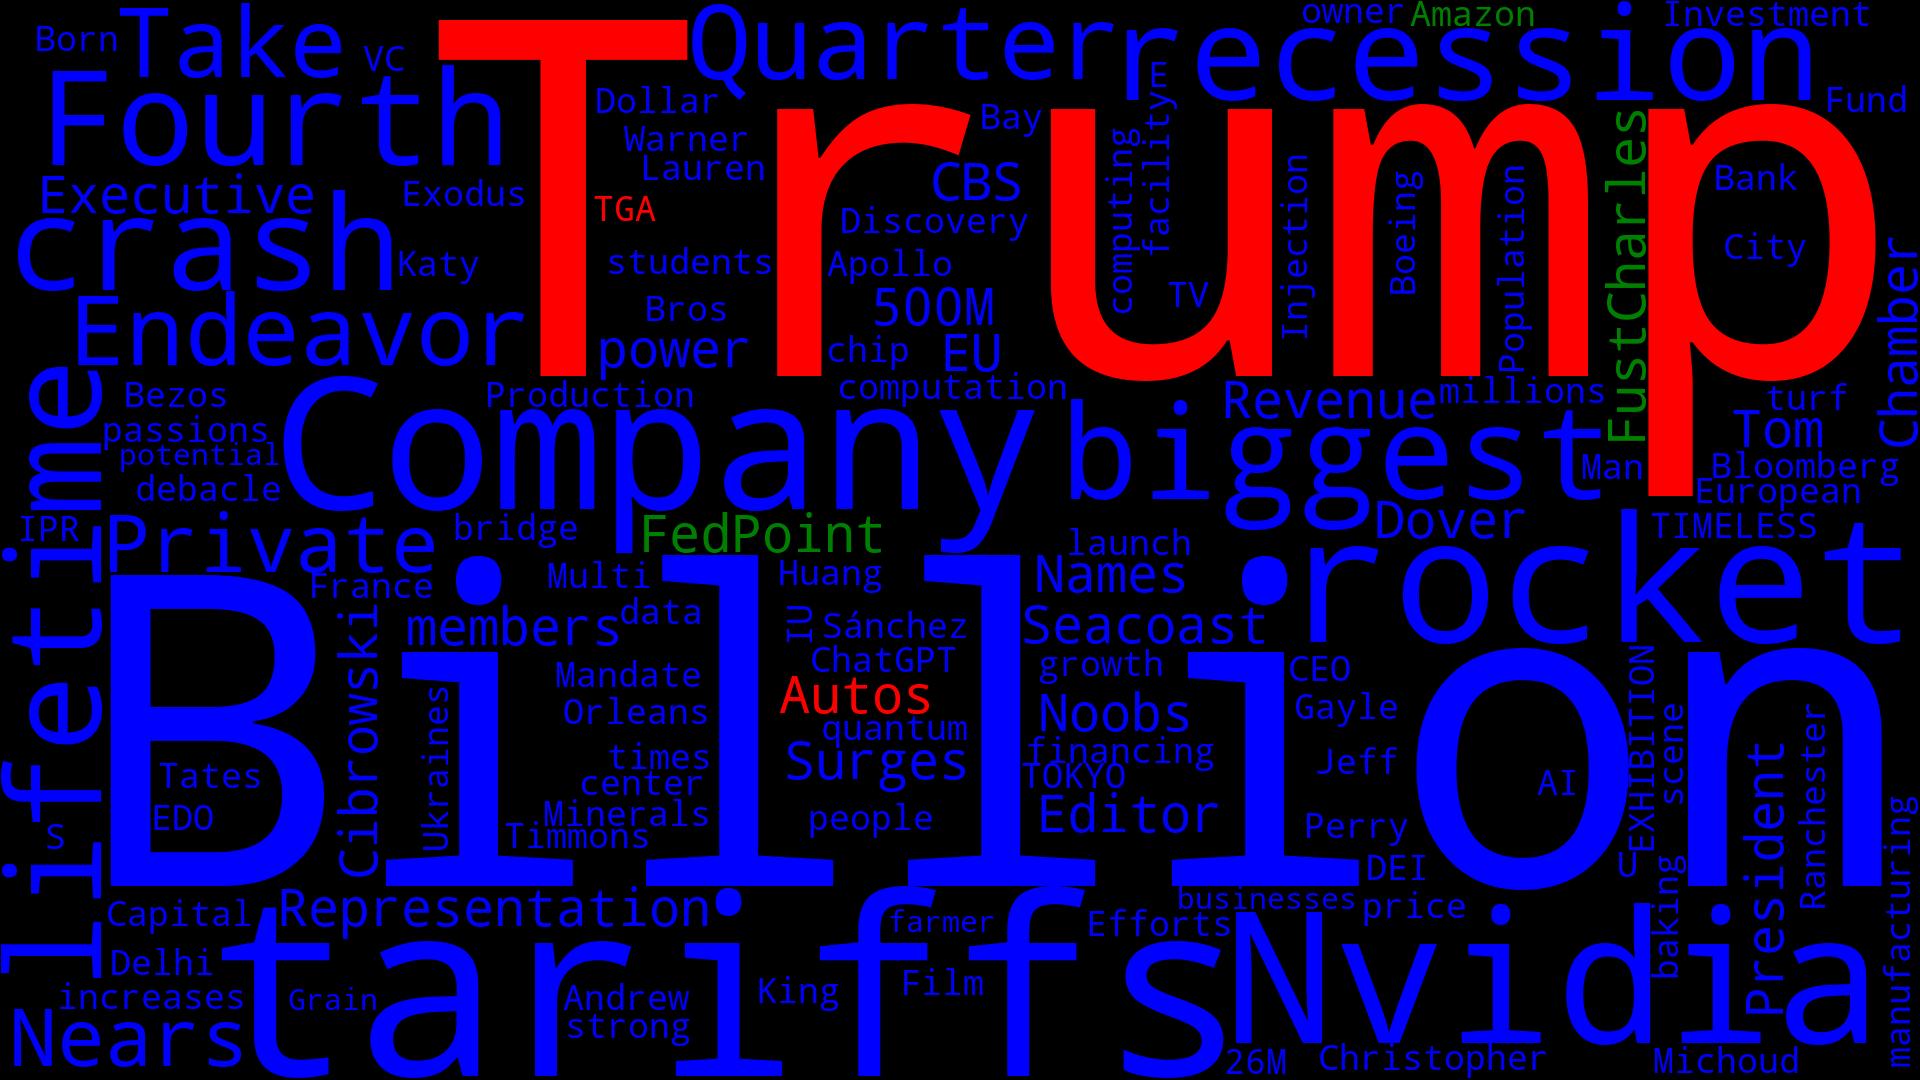 Born
Take
VC
Trump
Quarter
recession
owner
Amazon
Investment
Fourth
Dollar
Warner
Lauren
Bay
facilitym
Fund
Executive
Exodus
TGA
CBS
Discovery
computing
Injection
Boeing
Population
FustCharles
Bank
City
Chamber
crash
Katy
students
Apollo
TV
Endeavor
Bros
500M
power
chip
EU
lifetime
Bezos
Production
computation
Revenue
millions
turf
passions
Company
biggest
Tom
potential
debacle
Man
Bloomberg
European
IPR
Private
bridge
FedPoint
launch
Dover
TIMELESS
rocket
France
Multi
Huang
Names
Billion
Cibrowski
members
data
IU
Sánchez
Seacoast
ChatGPT
growth
CEO
EXHIBITION
Mandate
Autos
Orleans
Noobs
Gayle
scene
Ranchester
Ukraines
quantum
times
Surges
financing
Jeff
President
Tates
center
TOKYO
AI
EDO
Minerals
people
Editor
Perry
S
Timmons
DEI
U
baking
manufacturing
Capital
Representation
farmer
Efforts
businesses
price
Delhi
tariffs
Nvidia
increases
Grain
Andrew
King
Film
Nears
strong
26M
Christopher
Michoud